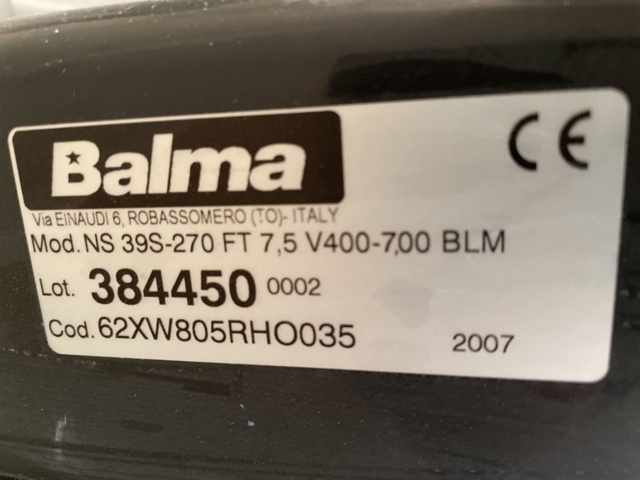 Balma
CE
Via EINAUDI 6, ROBASSOMERO (TO)- ITALY
Mod. NS 39S-270 FT 7,5 V400-7,00 BLM
Lot. 384450 0002
Cod. 62XW805RHO035 2007